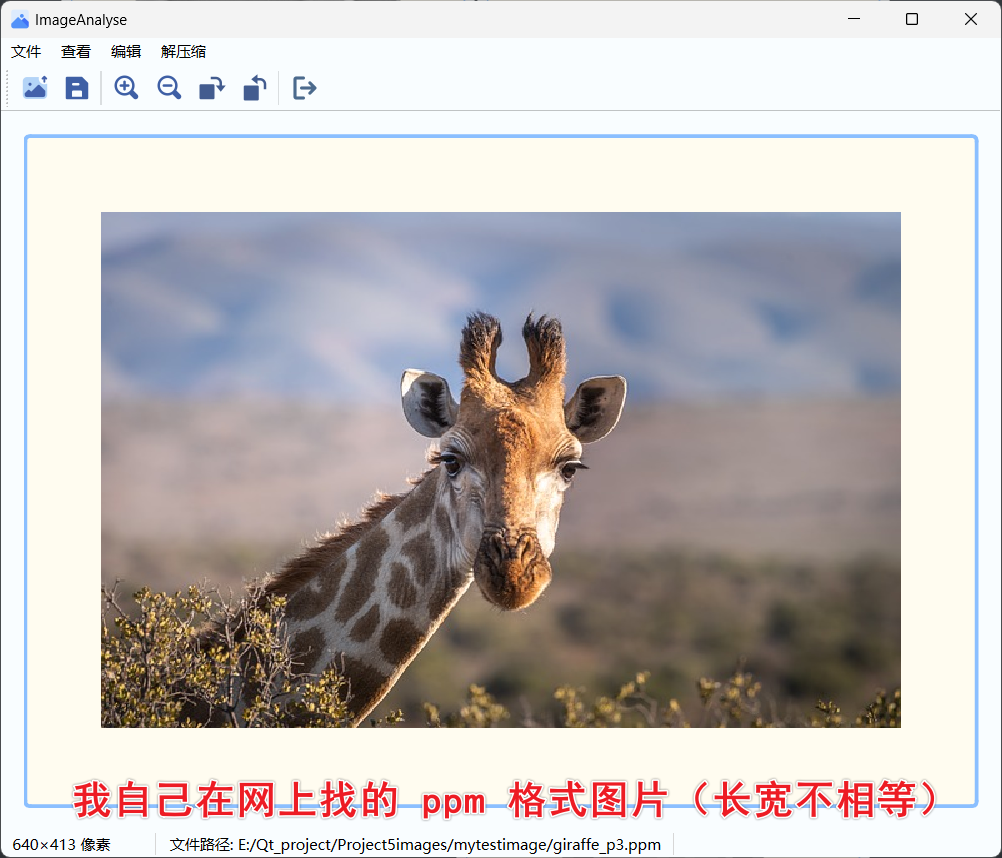 ImageAnalyse
文件 查看 编辑 解压缩
我自己在网上找的 ppm 格式图片（长宽不相等）
640×413 像素 文件路径: E:/Qt_project/Project5images/mytestimage/giraffe_p3.ppm